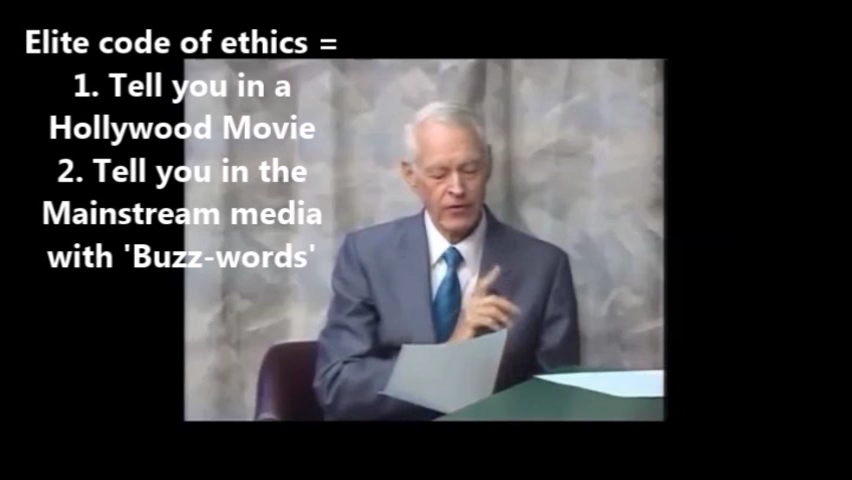 Elite code of ethics =
1. Tell you in a
Hollywood Movie
2. Tell you in the
Mainstream media
with 'Buzz-words'